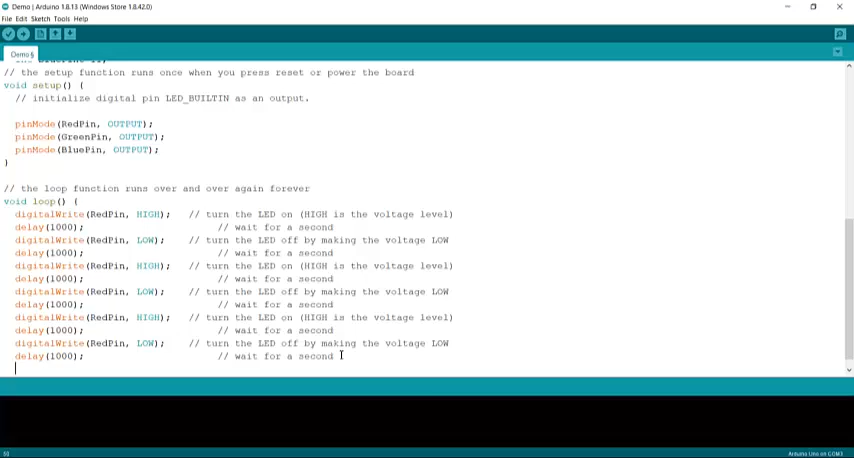 Demo | Arduino 1.8.13 (Windows Store 1.8.42.0)
File Edit Sketch Tools Help
Demo §
// the setup function runs once when you press reset or power the board
void setup() {
// initialize digital pin LED_BUILTIN as an output.
pinMode(RedPin, OUTPUT);
pinMode(GreenPin, OUTPUT);
pinMode(BluePin, OUTPUT);
}
// the loop function runs over and over again forever
void loop() {
digitalWrite(RedPin, HIGH); // turn the LED on (HIGH is the voltage level)
delay(1000); // wait for a second
digitalWrite(RedPin, LOW); // turn the LED off by making the voltage LOW
delay(1000); // wait for a second
digitalWrite(RedPin, HIGH); // turn the LED on (HIGH is the voltage level)
delay(1000); // wait for a second
digitalWrite(RedPin, LOW); // turn the LED off by making the voltage LOW
delay(1000); // wait for a second
digitalWrite(RedPin, HIGH); // turn the LED on (HIGH is the voltage level)
delay(1000); // wait for a second
digitalWrite(RedPin, LOW); // turn the LED off by making the voltage LOW
delay(1000); // wait for a second
50
Arduino Uno on COM3